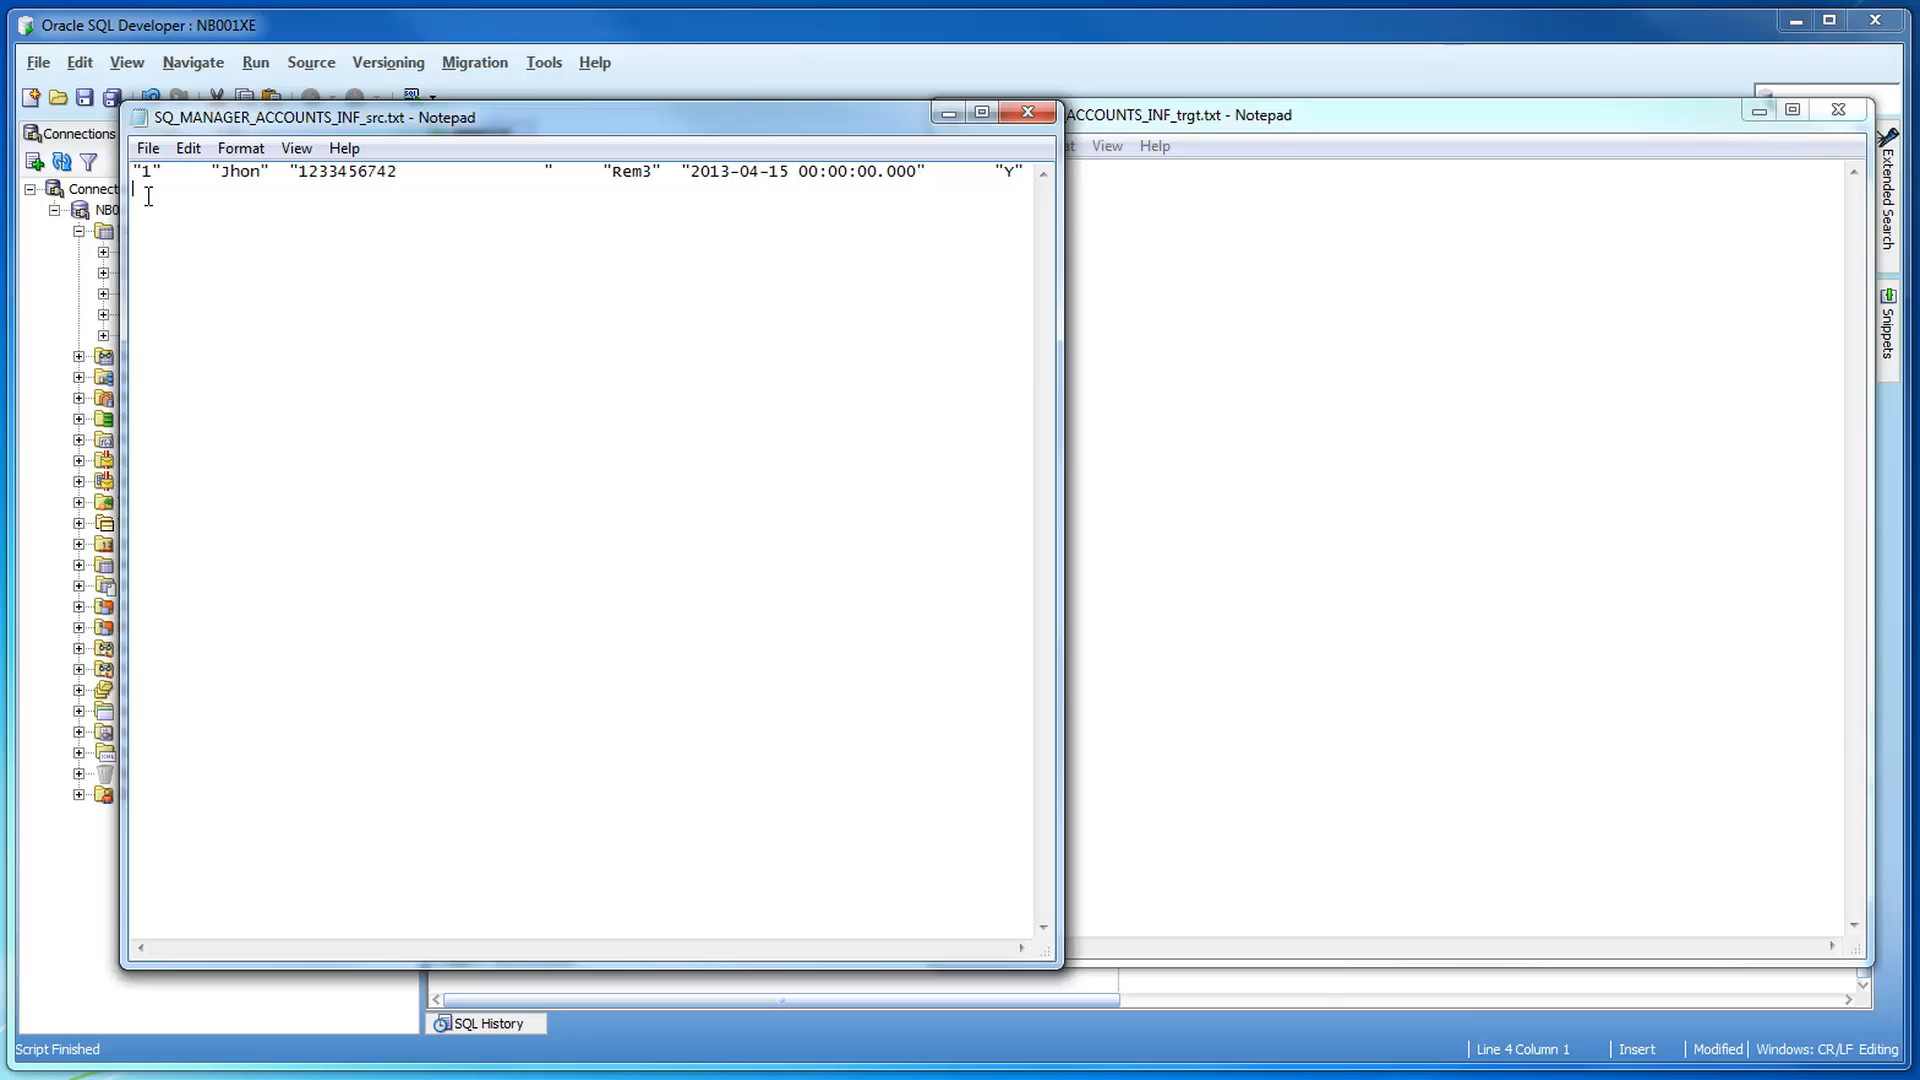 Oracle SQL Developer : NB001XE
File Edit View Navigate Run Source Versioning Migration Tools Help
SQ_MANAGER_ACCOUNTS_INF_src.txt - Notepad
ACCOUNTS_INF_trgt.txt - Notepad
Connections
File Edit Format View Help
at View Help
"1" "Jhon" "1233456742 " "Rem3" "2013-04-15 00:00:00.000" "Y"
Connecti
NB0
Extended Search
Snippets
SQL History
Script Finished
Line 4 Column 1 Insert Modified Windows: CR/LF Editing